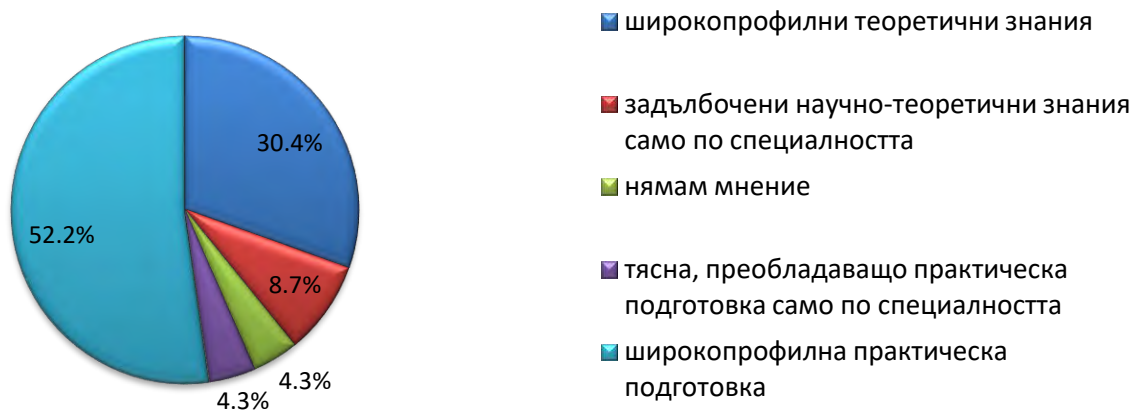 широкопрофилни теоретични знания
30.4%
задълбочени научно-теоретични знания
само по специалността
8.7%
нямам мнение
4.3%
тясна, преобладаващо практическа
подготовка само по специалността
4.3%
широкопрофилна практическа
подготовка
52.2%